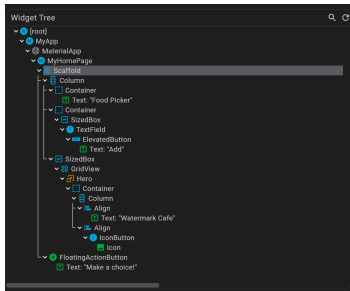 Widget Tree
[root]
MyApp
MaterialApp
MyHomePage
Scaffold
Column
Container
Text: "Food Picker"
Container
SizedBox
TextField
ElevatedButton
Text: "Add"
SizedBox
GridView
Hero
Container
Column
Align
Text: "Watermark Cafe"
Align
IconButton
Icon
FloatingActionButton
Text: "Make a choice!"